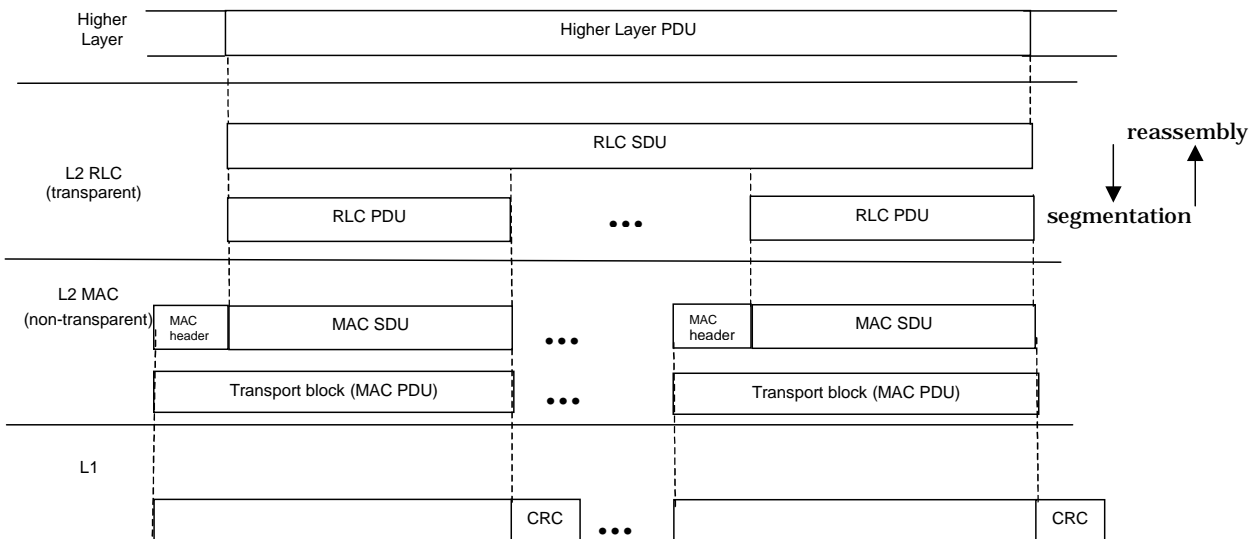 Higher
Layer
Higher Layer PDU
RLC SDU
reassembly
L2 RLC
(transparent)
RLC PDU
•••
RLC PDU
segmentation
L2 MAC
(non-transparent)
MAC
header
MAC SDU
•••
MAC
header
MAC SDU
Transport block (MAC PDU)
•••
Transport block (MAC PDU)
L1
CRC
•••
CRC